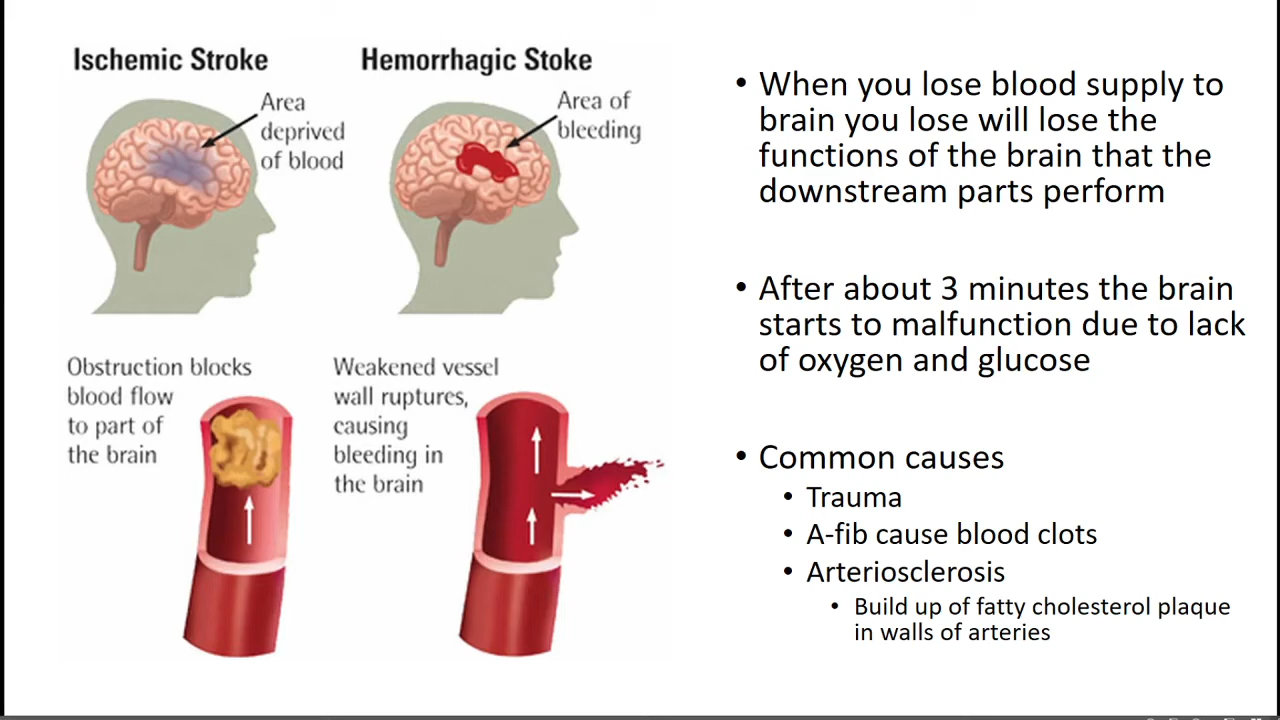 Ischemic Stroke
Area
deprived
of blood
Hemorrhagic Stoke
Area of
bleeding
Obstruction blocks
blood flow
to part of
the brain
Weakened vessel
wall ruptures,
causing
bleeding in
the brain
• When you lose blood supply to
brain you lose will lose the
functions of the brain that the
downstream parts perform
• After about 3 minutes the brain
starts to malfunction due to lack
of oxygen and glucose
• Common causes
• Trauma
• A-fib cause blood clots
• Arteriosclerosis
• Build up of fatty cholesterol plaque
in walls of arteries